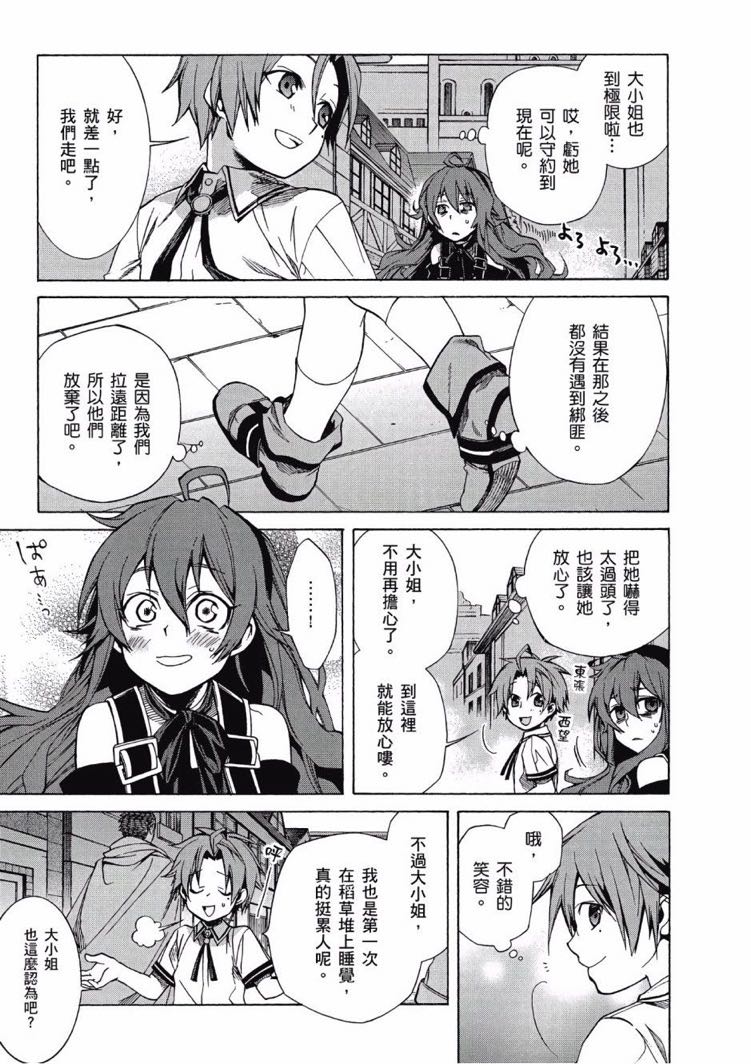 大小姐也
到極限啦…
哎，虧她
可以守約到
現在呢。
よろ
よろ…
好，
就差一點了，
我們走吧。
結果在那之後
都沒有遇到綁匪。
是因為我們
拉遠距離了，
所以他們
放棄了吧。
把她嚇得
太過頭了，
也該讓她
放心了。
東張
西望
大小姐，
不用再擔心了。
到這裡
就能放心嘍。
……!
ぱぁ…っ
哦，
不錯的
笑容。
不過大小姐，
我也是第一次
在稻草堆上睡覺，
真的挺累人呢。
呼
大小姐
也這麼認為吧？